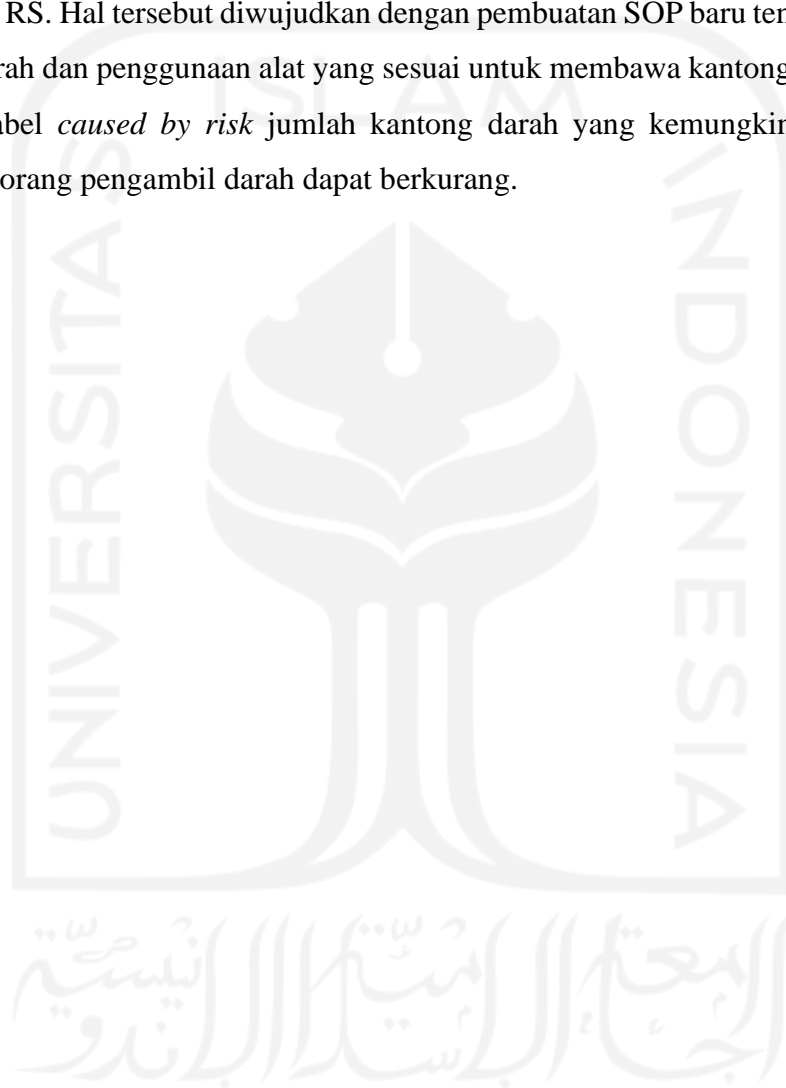 RS. Hal tersebut diwujudkan dengan pembuatan SOP baru
dan penggunaan alat yang sesuai untuk membawa kantong
caused by risk jumlah kantong darah yang
orang pengambil darah dapat berkurang.
ISLAM
UNIVERSITAS
INDONESIA